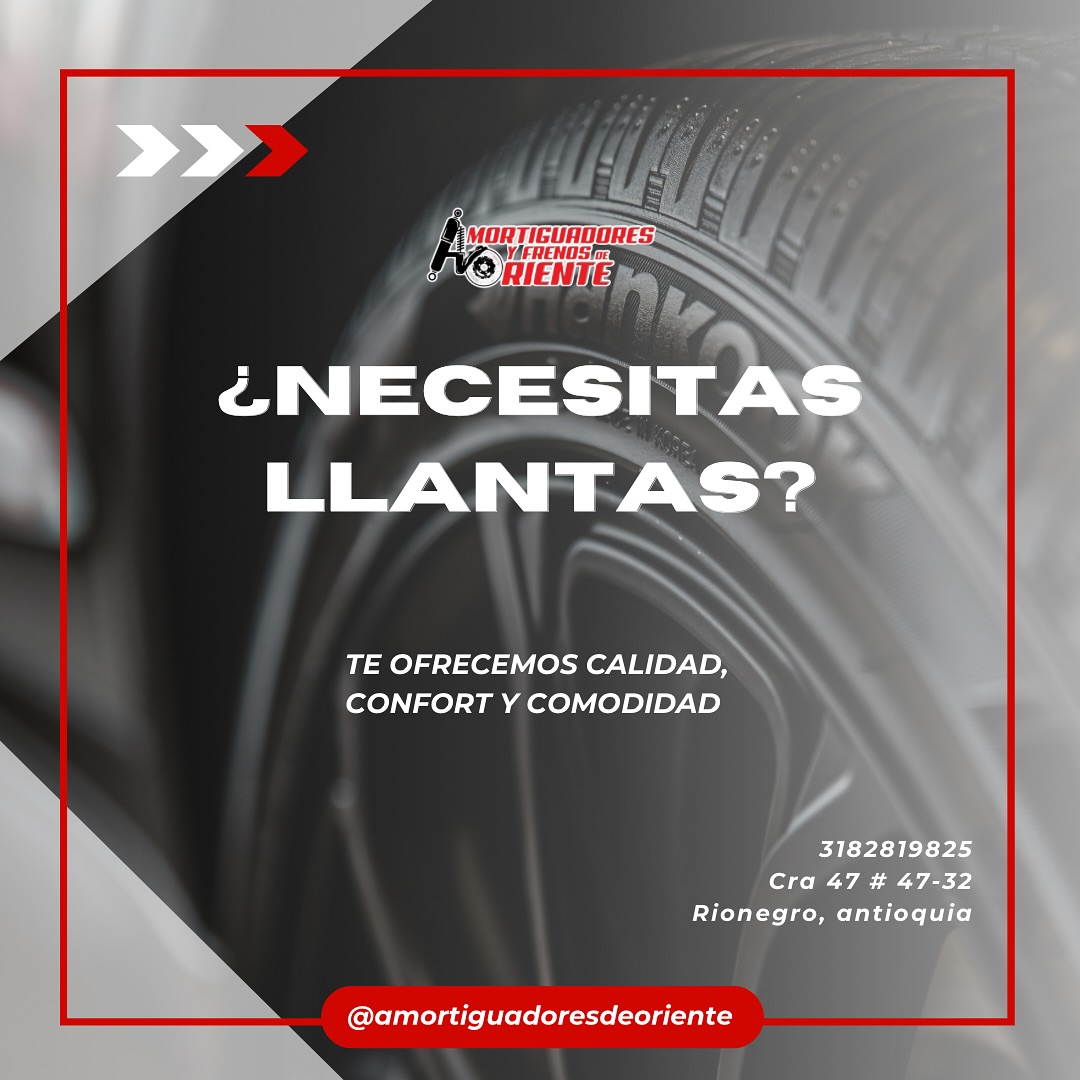 AMORTIGUADORES
Y FRENOS DE
ORIENTE
Hankoo
¿NECESITAS
LLANTAS?
TE OFRECEMOS CALIDAD,
CONFORT Y COMODIDAD
3182819825
Cra 47 # 47-32
Rionegro, antioquia
@amortiguadoresdeoriente